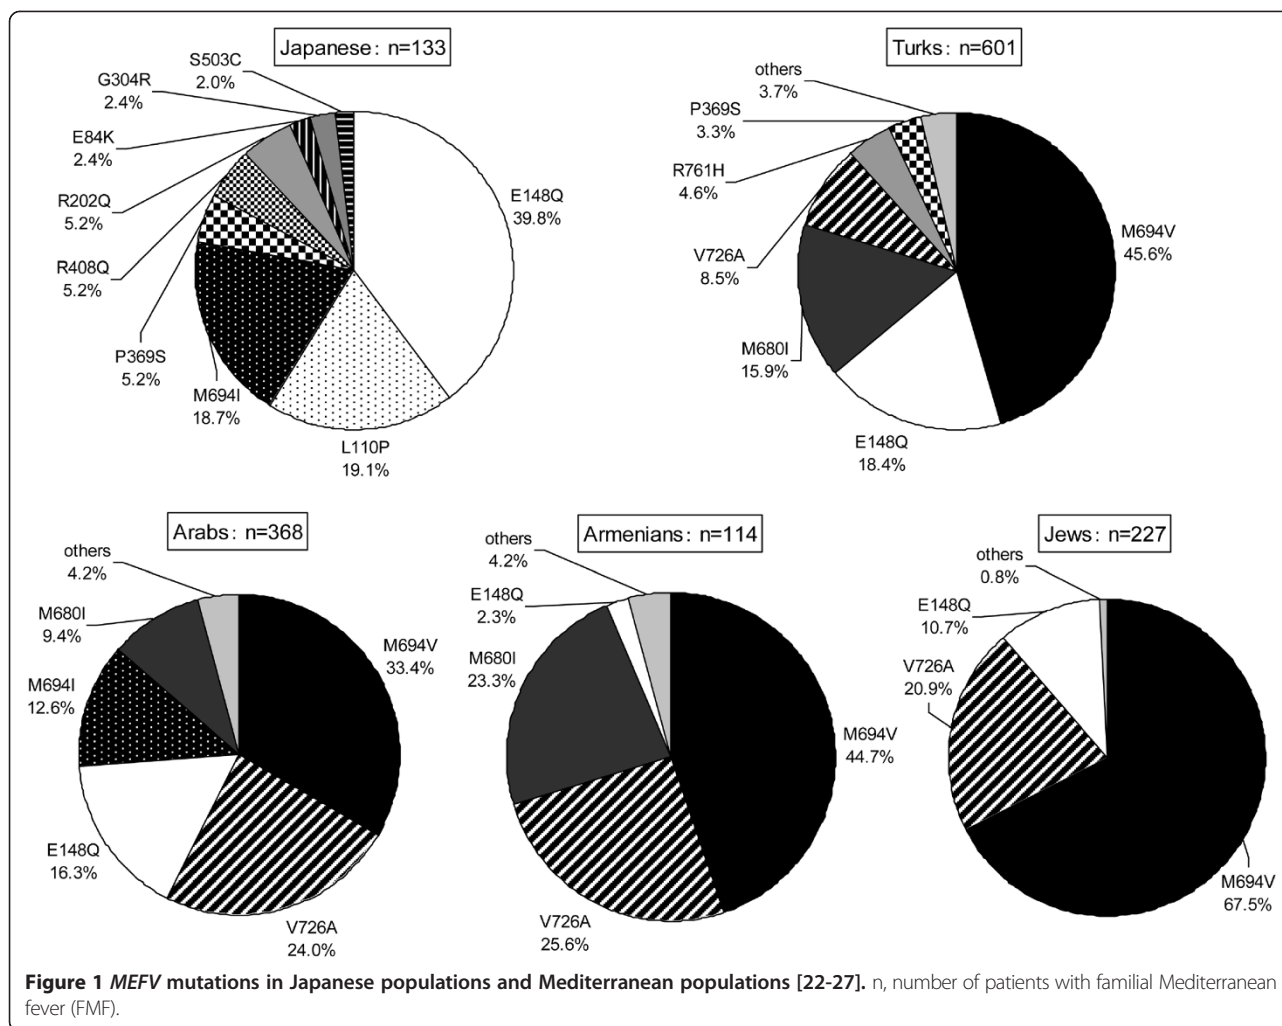 Japanese: n=133
S503C
2.0%
G304R
2.4%
E84K
2.4%
R202Q
5.2%
R408Q
5.2%
P369S
5.2%
M694I
18.7%
L110P
19.1%
E148Q
39.8%
Turks: n=601
others
3.7%
P369S
3.3%
R761H
4.6%
V726A
8.5%
M680I
15.9%
E148Q
18.4%
M694V
45.6%
Arabs: n=368
others
4.2%
M680I
9.4%
M694I
12.6%
E148Q
16.3%
V726A
24.0%
M694V
33.4%
Armenians: n=114
others
4.2%
E148Q
2.3%
M680I
23.3%
V726A
25.6%
M694V
44.7%
Jews: n=227
others
0.8%
E148Q
10.7%
V726A
20.9%
M694V
67.5%
Figure 1 MEFV mutations in Japanese populations and Mediterranean populations [22-27]. n, number of patients with familial Mediterranean
fever (FMF).